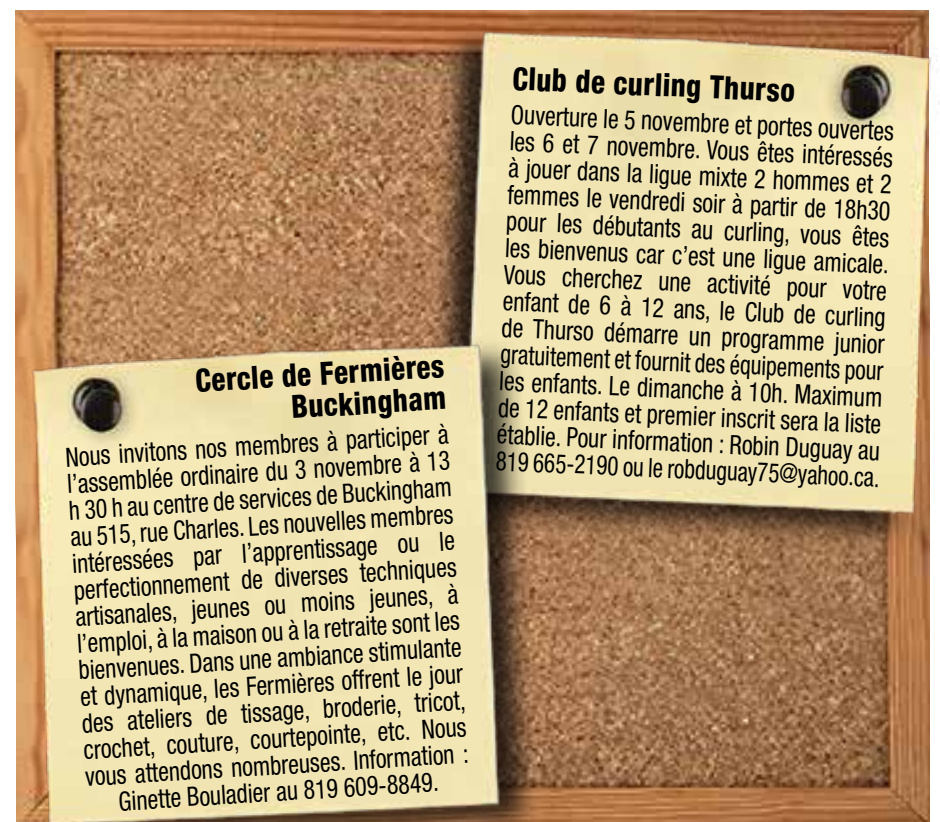 Club de curling Thurso
Ouverture le 5 novembre et portes ouvertes
les 6 et 7 novembre. Vous êtes intéressés
à jouer dans la ligue mixte 2 hommes et 2
femmes le vendredi soir à partir de 18h30
pour les débutants au curling, vous êtes
les bienvenus car c’est une ligue amicale.
Vous cherchez une activité pour votre
enfant de 6 à 12 ans, le Club de curling
de Thurso démarre un programme junior
gratuitement et fournit des équipements pour
les enfants. Le dimanche à 10h. Maximum
de 12 enfants et premier inscrit sera la liste
établie. Pour information : Robin Duguay au
819 665-2190 ou le robduguay75@yahoo.ca.
Cercle de Fermières
Buckingham
Nous invitons nos membres à participer à
l’assemblée ordinaire du 3 novembre à 13
h 30 h au centre de services de Buckingham
au 515, rue Charles. Les nouvelles membres
intéressées par l’apprentissage ou le
perfectionnement de diverses techniques
artisanales, jeunes ou moins jeunes, à
l’emploi, à la maison ou à la retraite sont les
bienvenues. Dans une ambiance stimulante
et dynamique, les Fermières offrent le jour
des ateliers de tissage, broderie, tricot,
crochet, couture, courtepointe, etc. Nous
vous attendons nombreuses. Information :
Ginette Bouladier au 819 609-8849.